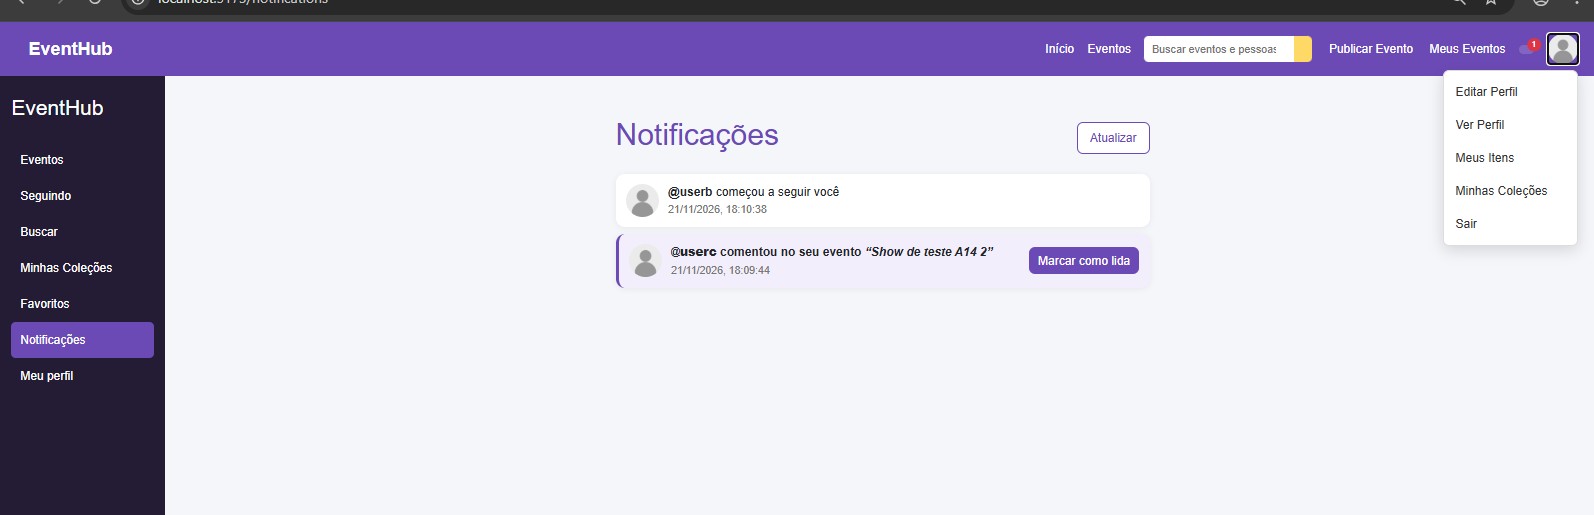 localhost:5173/notifications
EventHub
Início
Eventos
Buscar eventos e pessoas
Publicar Evento
Meus Eventos
1
Editar Perfil
Ver Perfil
Meus Itens
Minhas Coleções
Sair
EventHub
Eventos
Seguindo
Buscar
Minhas Coleções
Favoritos
Notificações
Meu perfil
Notificações
Atualizar
@userb começou a seguir você
21/11/2026, 18:10:38
@userc comentou no seu evento “Show de teste A14 2”
21/11/2026, 18:09:44
Marcar como lida